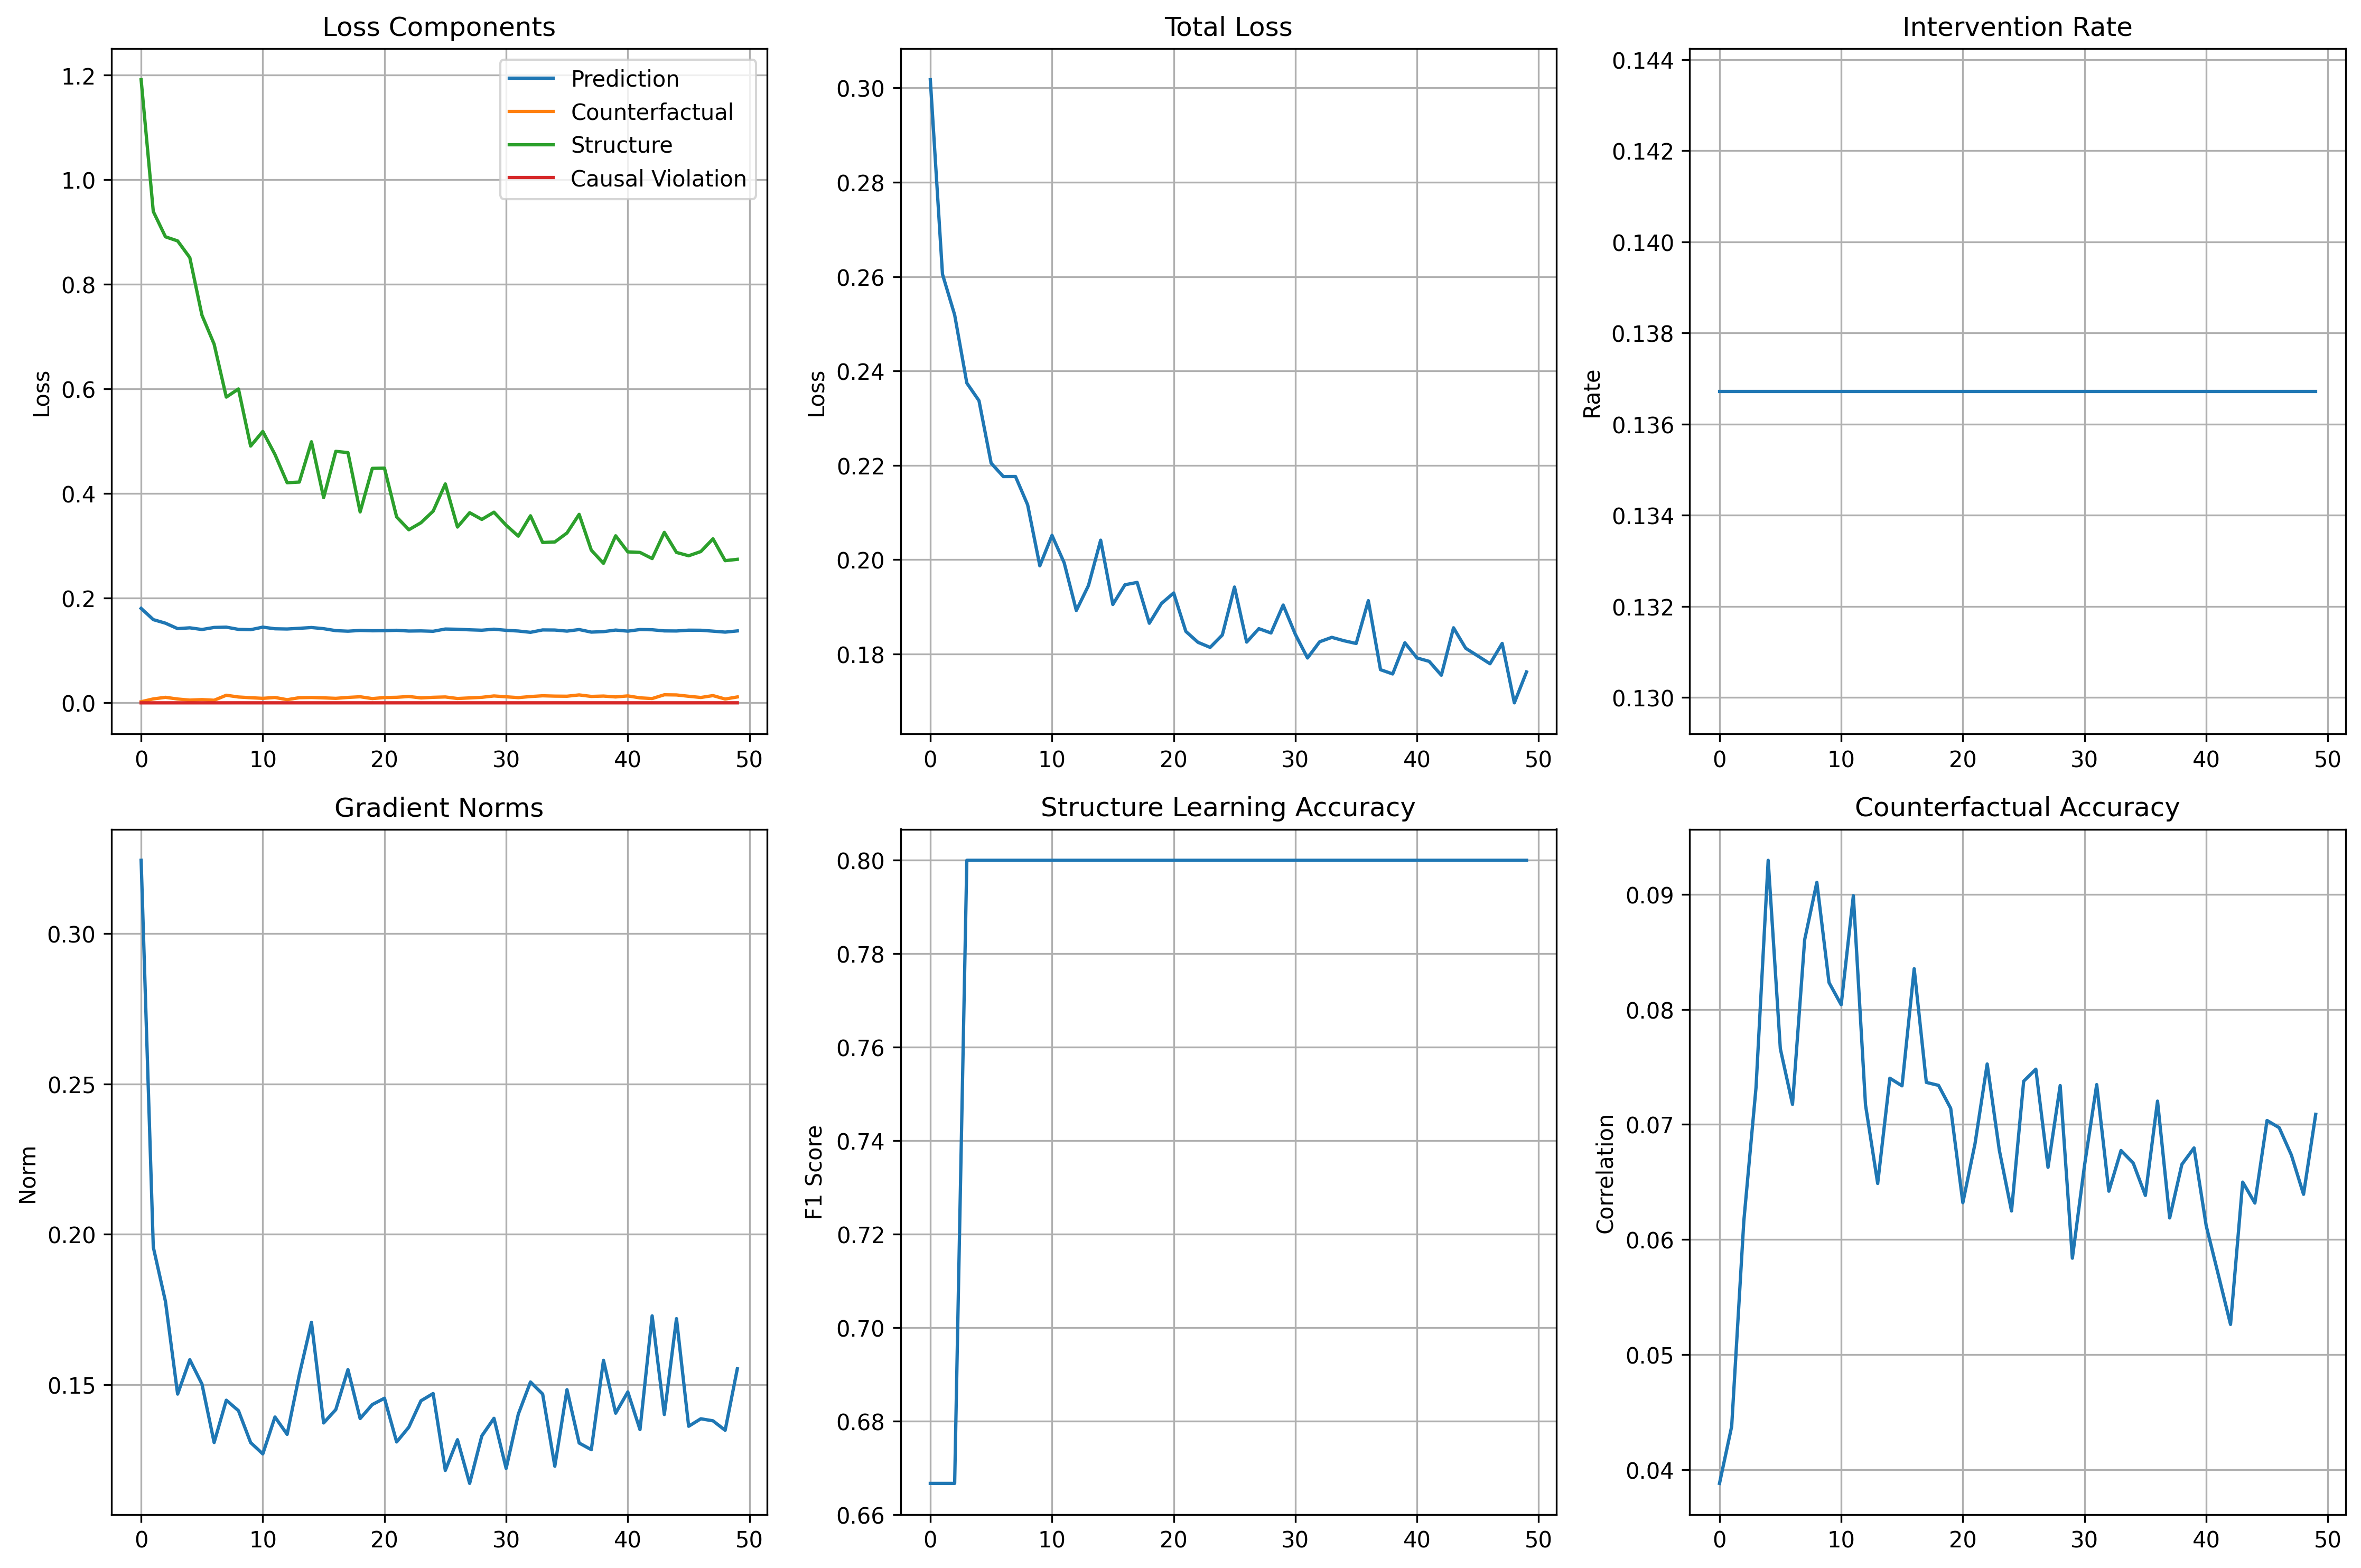 Loss Components
Loss
1.2
1.0
0.8
0.6
0.4
0.2
0.0
Prediction
Counterfactual
Structure
Causal Violation
0 10 20 30 40 50
Total Loss
Loss
0.30
0.28
0.26
0.24
0.22
0.20
0.18
0 10 20 30 40 50
Intervention Rate
Rate
0.144
0.142
0.140
0.138
0.136
0.134
0.132
0.130
0 10 20 30 40 50
Gradient Norms
Norm
0.30
0.25
0.20
0.15
0 10 20 30 40 50
Structure Learning Accuracy
F1 Score
0.80
0.78
0.76
0.74
0.72
0.70
0.68
0.66
0 10 20 30 40 50
Counterfactual Accuracy
Correlation
0.09
0.08
0.07
0.06
0.05
0.04
0 10 20 30 40 50